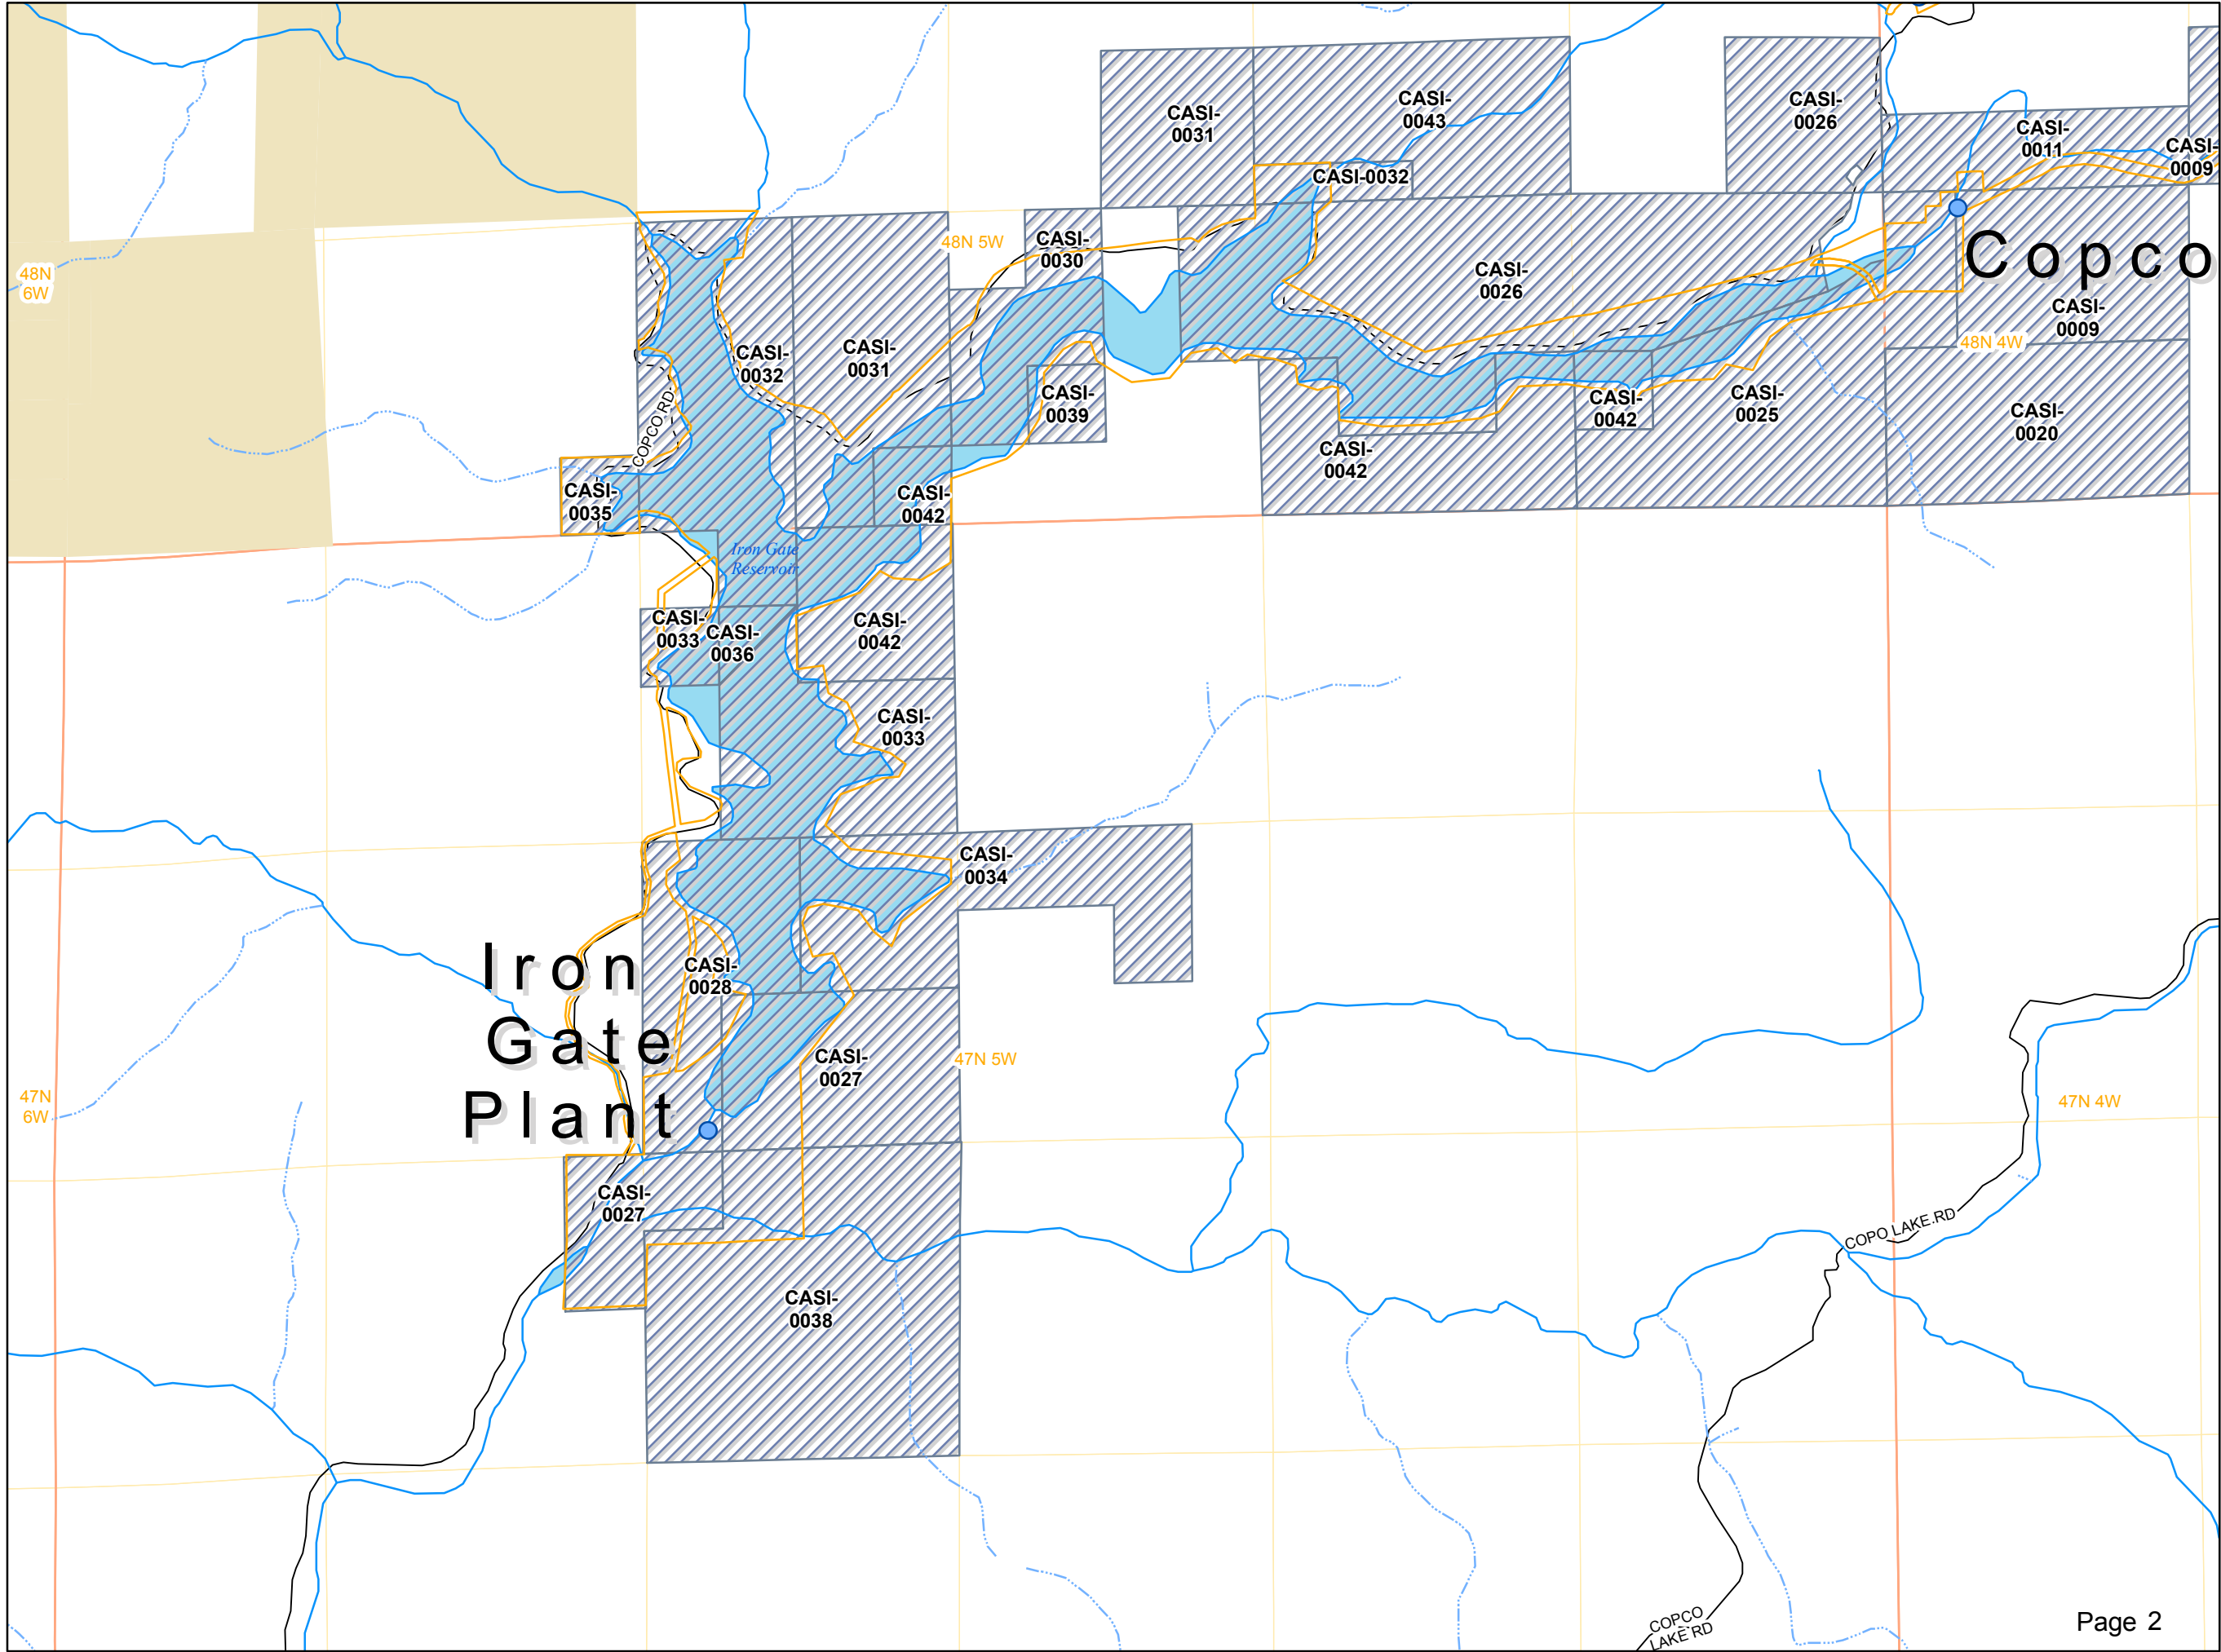 CASI-
0031
CASI-
0043
CASI-
0026
CASI-
0011
CASI-
0009
CASI-0032
48N 5W
CASI-
0030
Copco
48N
6W
CASI-
0026
CASI-
0009
48N 4W
CASI-
0032
CASI-
0031
CASI-
0039
CASI-
0042
CASI-
0025
CASI-
0020
COPCO RD
CASI-
0042
CASI-
0035
CASI-
0042
Iron Gate
Reservoir
CASI-
0033
CASI-
0036
CASI-
0042
CASI-
0033
CASI-
0034
Iron
Gate
Plant
CASI-
0028
CASI-
0027
47N 5W
47N
6W
47N 4W
CASI-
0027
COPO LAKE RD
CASI-
0038
COPCO
LAKE RD
Page 2